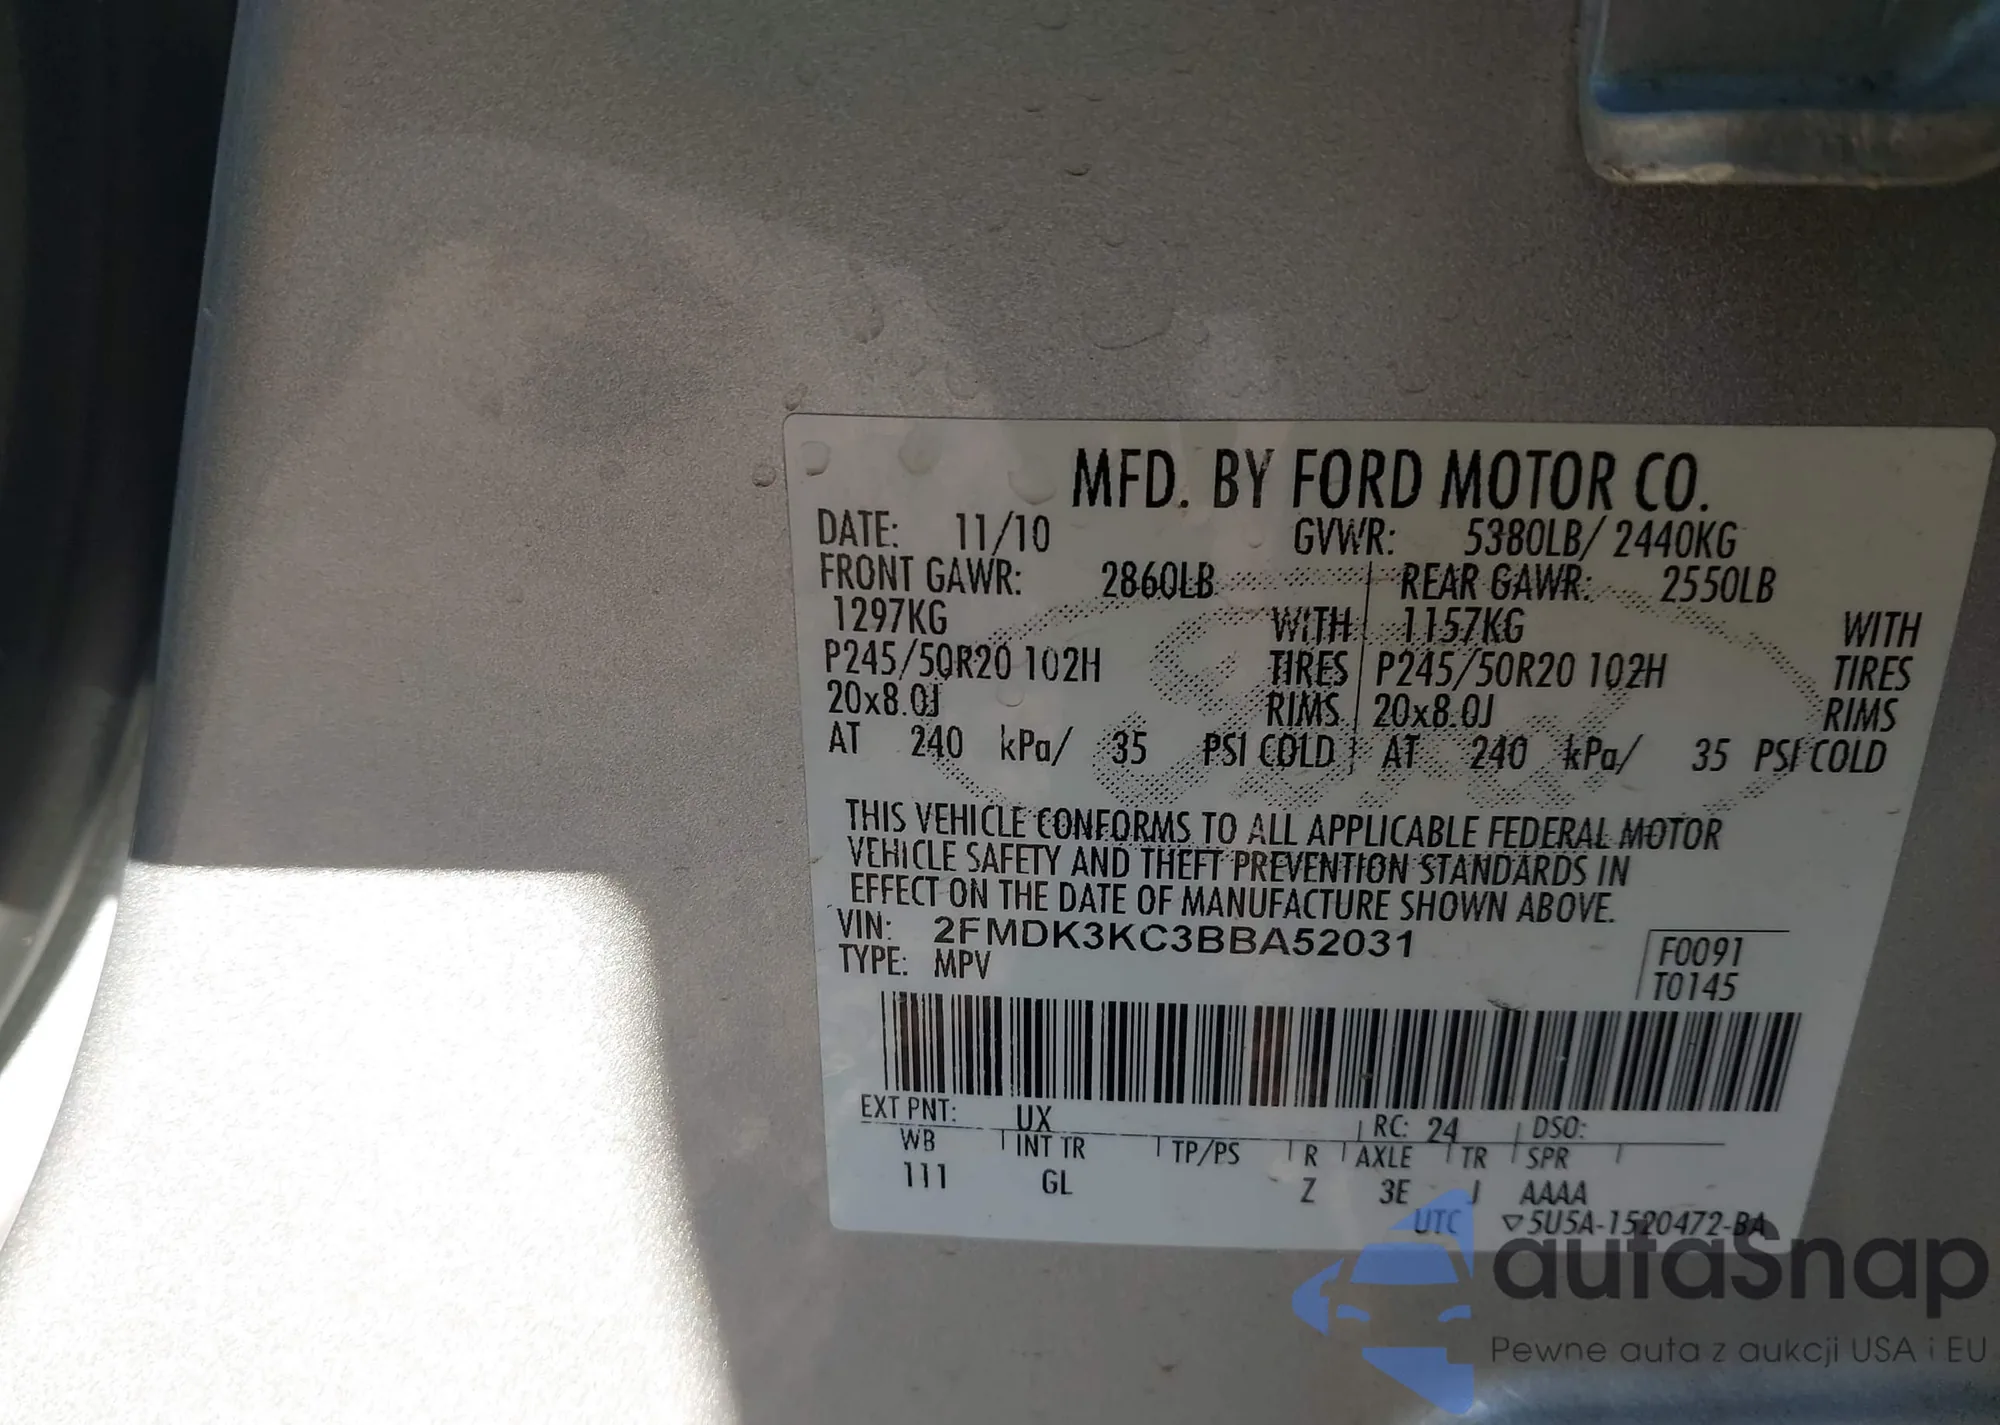 MFD. BY FORD MOTOR CO.
DATE: 11/10 GVWR: 5380LB/ 2440KG
FRONT GAWR: 2860LB REAR GAWR: 2550LB
1297KG WITH 1157KG WITH
P245/50R20 102H TIRES P245/50R20 102H TIRES
20x8.0J RIMS 20x8.0J RIMS
AT 240 kPa/ 35 PSI COLD AT 240 kPa/ 35 PSI COLD
THIS VEHICLE CONFORMS TO ALL APPLICABLE FEDERAL MOTOR
VEHICLE SAFETY AND THEFT PREVENTION STANDARDS IN
EFFECT ON THE DATE OF MANUFACTURE SHOWN ABOVE.
VIN: 2FMDK3KC3BBA52031
TYPE: MPV
F0091
T0145
EXT PNT: UX RC: 24 DSO:
WB INT TR TP/PS R AXLE TR SPR
111 GL Z 3E J AAAA
UTC ▽5U5A-1520472-BA
autaSnap
Pewne auta z aukcji USA i EU